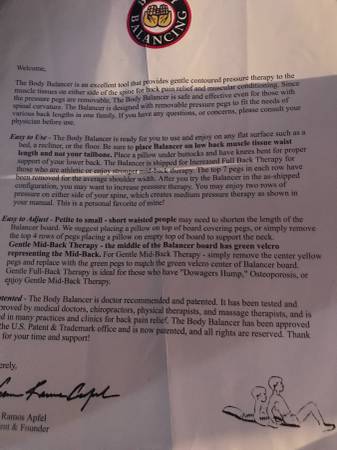 BALANCING
Welcome,
The Body Balancer is an excellent tool that provides gentle contoured pressure therapy to the
muscle tissues on either side of the spine for back pain relief and muscular conditioning. Since
the pressure pegs are removable, The Body Balancer is safe and effective even for those with
spinal curvature. The Balancer is designed with removable pressure pegs to fit the needs of
various back lengths in one family. If you have any questions, or concerns, please consult your
physician before use.
Easy to Use - The Body Balancer is ready for you to use and enjoy on any flat surface such as a
bed, a recliner, or the floor. Be sure to place Balancer on low back, muscle tissue waist
length and not your tailbone. Place a pillow under buttocks and have knees bent for proper
support of your lower back. The Balancer is shipped for Increased Full Back Therapy for
those who are athletic or enjoy stronger mid-back therapy. The top 7 pegs in each row have
been removed for the average shoulder width. After you try the Balancer in the as-shipped
configuration, you may want to increase pressure therapy. You may enjoy two rows of
pressure on either side of your spine, which creates medium pressure therapy as shown in
your manual. This is a personal favorite of mine!
Easy to Adjust - Petite to small - short waisted people may need to shorten the length of the
Balancer board. We suggest placing a pillow on top of board covering pegs, or simply remove
the top 4 rows of pegs placing a pillow on empty top of board to support the neck.
Gentle Mid-Back Therapy - the middle of the Balancer board has green velcro
representing the Mid-Back. For Gentle Mid-Back Therapy - simply remove the center yellow
pegs and replace with the green pegs to match the green velcro center of Balancer Board.
Gentle Full-Back Therapy is ideal for those who have "Dowagers Hump," Osteoporosis, or
enjoy Gentle Mid-Back Therapy.
tented - The Body Balancer is doctor recommended and patented. It has been tested and
proved by medical doctors, chiropractors, physical therapists, and massage therapists, and is
d in many practices and clinics for back pain relief. The Body Balancer has been approved
the U.S. Patent & Trademark office and is now patented, and all rights are reserved. Thank
for your time and support!
erely,
Ramos Apfel
ent & Founder